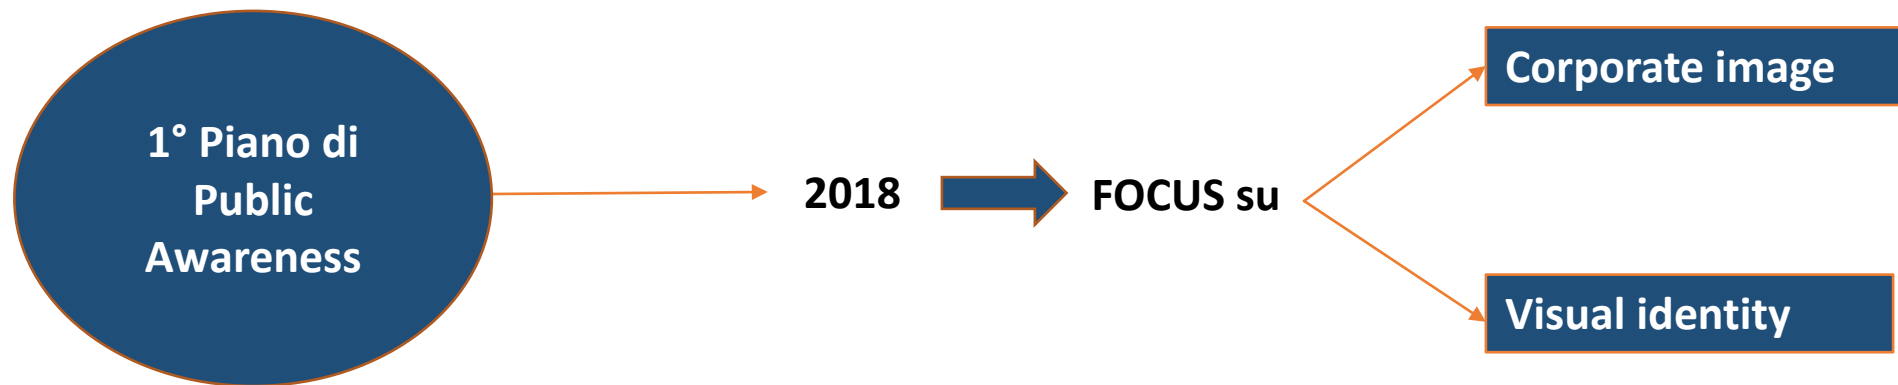 1° Piano di
Public
Awareness
2018
FOCUS su
Corporate image
Visual identity